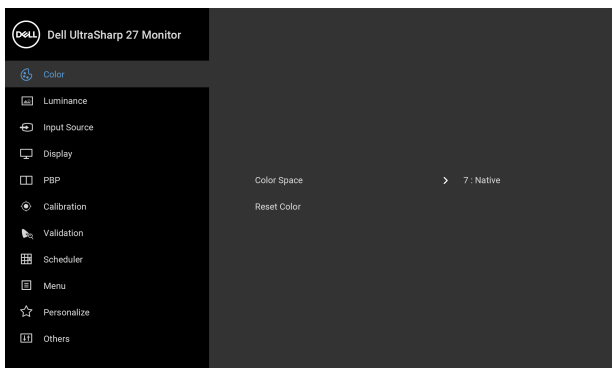 DELL Dell UltraSharp 27 Monitor
Color
Luminance
Input Source
Display
PBP
Color Space 7 : Native
Calibration
Reset Color
Validation
Scheduler
Menu
Personalize
Others